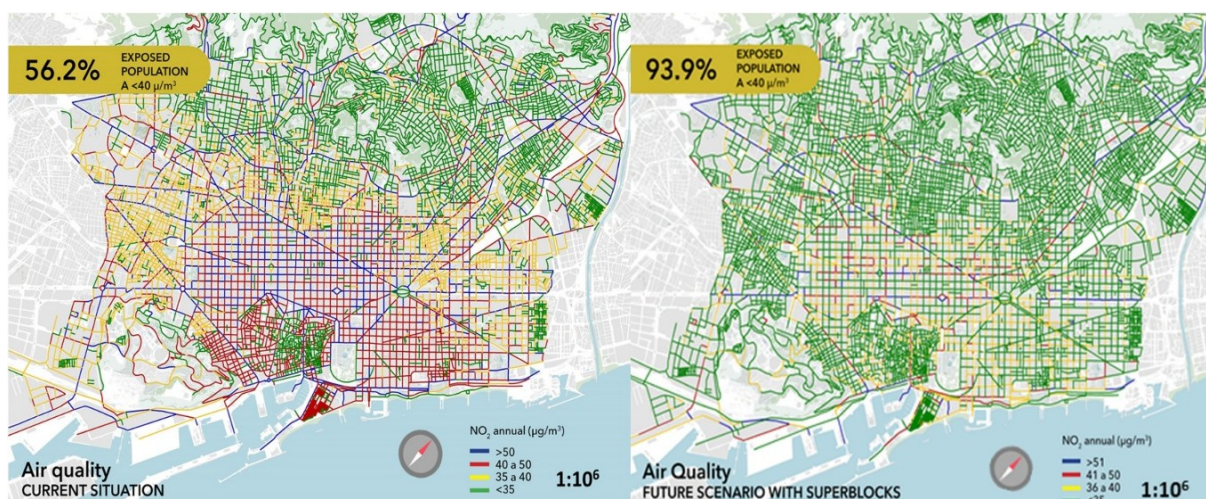 56.2%
EXPOSED
POPULATION
A <40 µ/m³
Air quality
CURRENT SITUATION
NO₂ annual (µg/m³)
>50
40 a 50
35 a 40
<35
1:10⁶
93.9%
EXPOSED
POPULATION
A <40 µ/m³
Air Quality
FUTURE SCENARIO WITH SUPERBLOCKS
NO₂ annual (µg/m³)
>51
41 a 50
36 a 40
1:10⁶